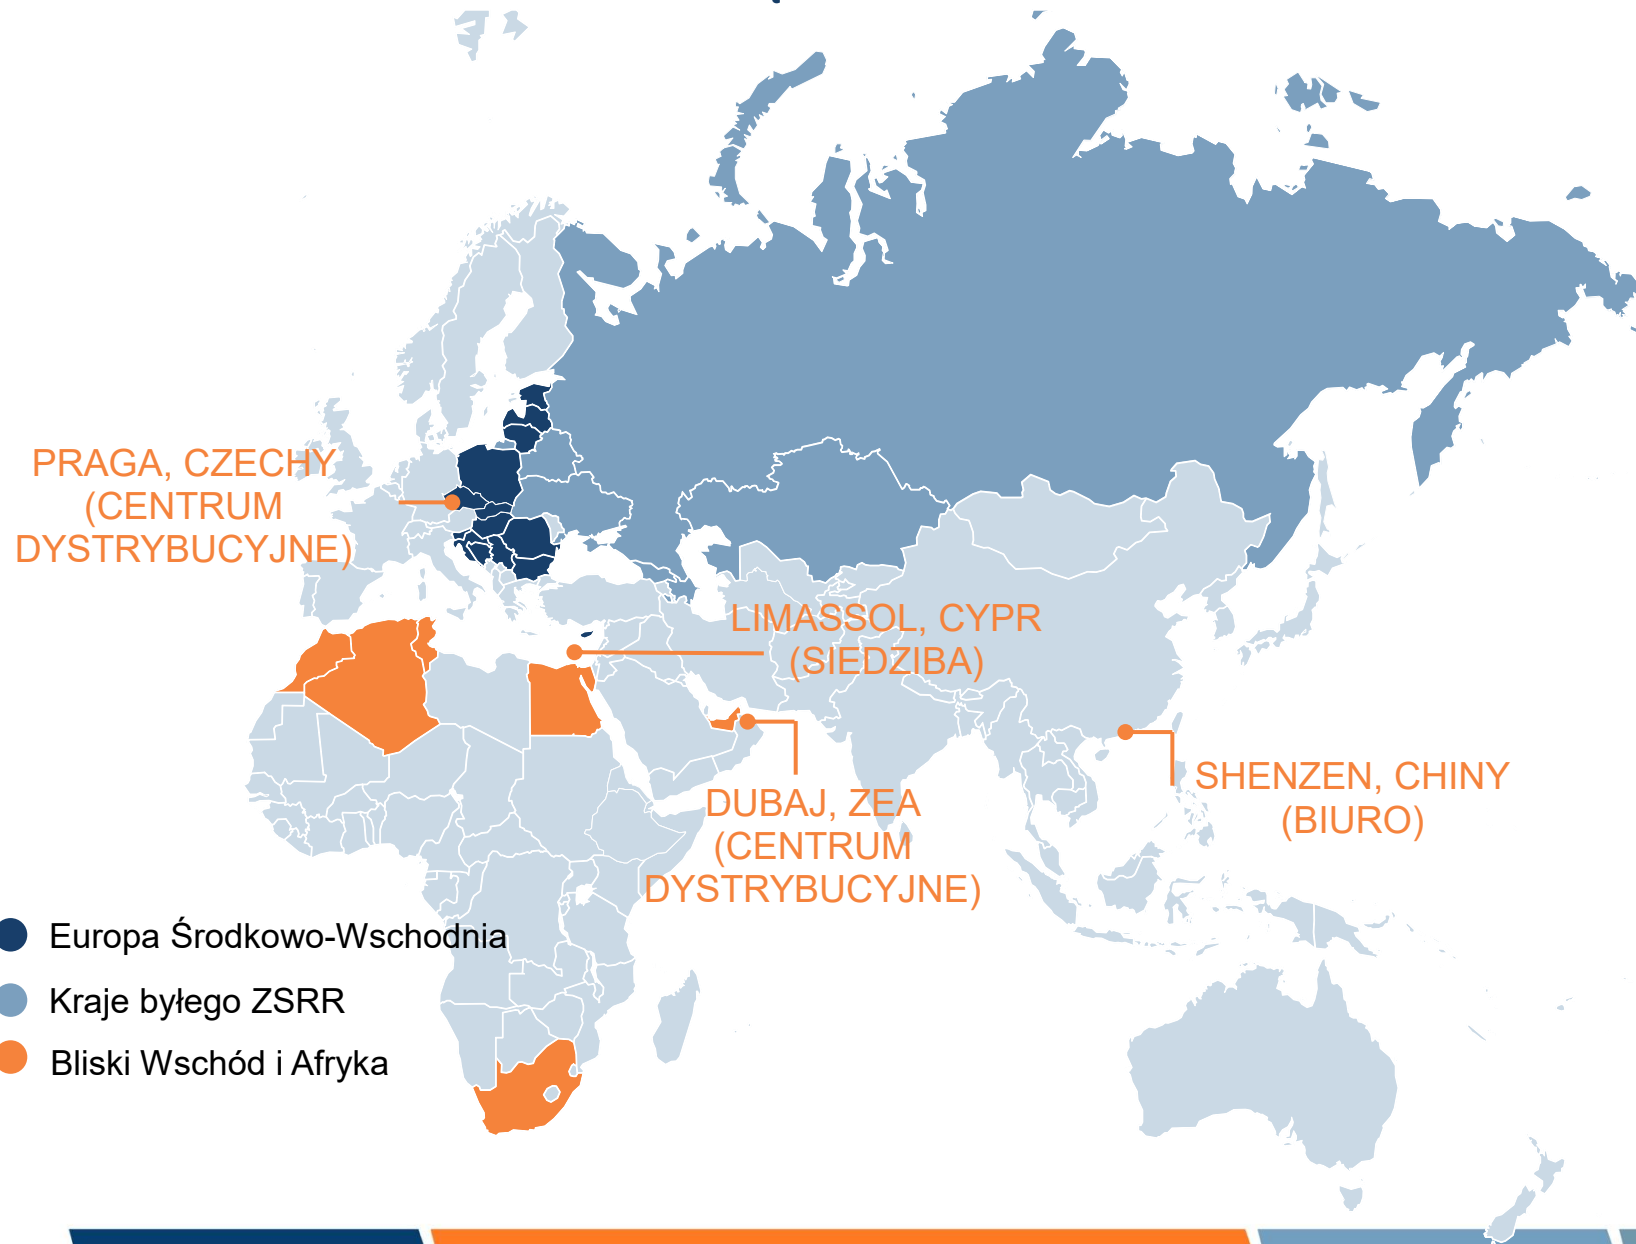 PRAGA, CZECHY
(CENTRUM
DYSTRYBUCYJNE)
LIMASSOL, CYPR
(SIEDZIBA)
DUBAJ, ZEA
(CENTRUM
DYSTRYBUCYJNE)
SHENZEN, CHINY
(BIURO)
Europa Środkowo-Wschodnia
Kraje byłego ZSRR
Bliski Wschód i Afryka